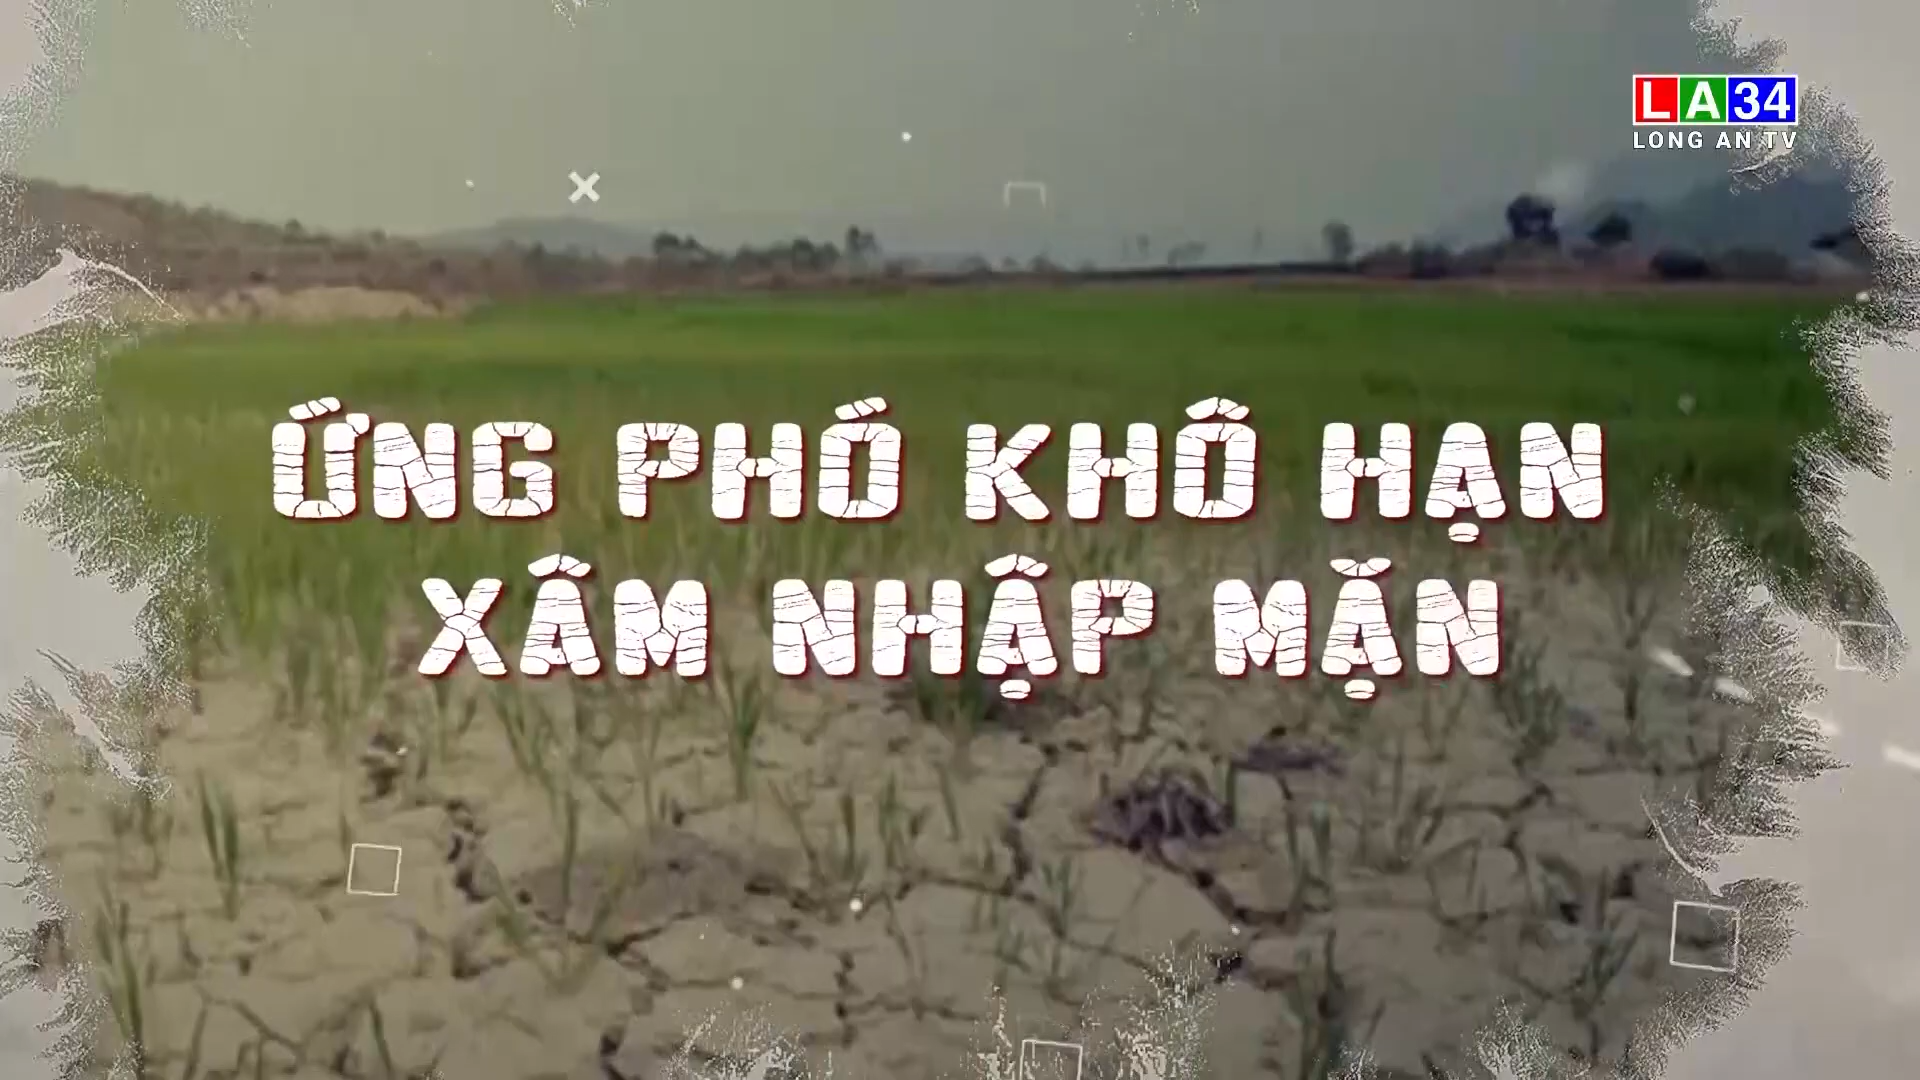 LA34
LONG AN TV
ỨNG PHÓ KHÔ HẠN
XÂM NHẬP MẶN